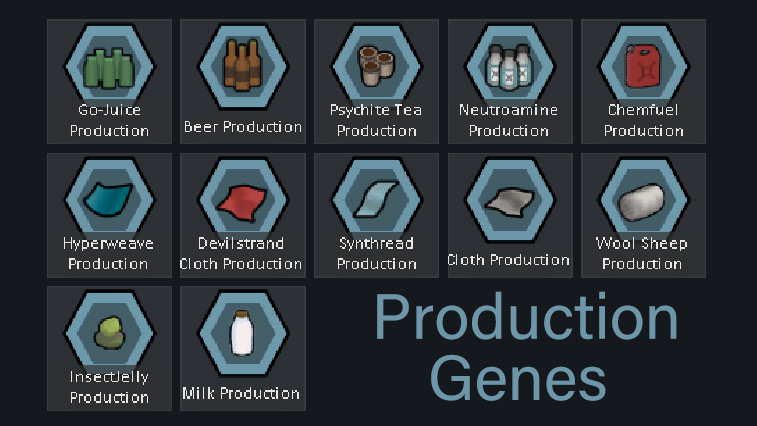 Go-Juice
Production
Beer Production
Psychite Tea
Production
Neutroamine
Production
Chemfuel
Production
Hyperweave
Production
Devilstrand
Cloth Production
Synthread
Production
Cloth Production
Wool Sheep
Production
InsectJelly
Production
Milk Production
Production
Genes